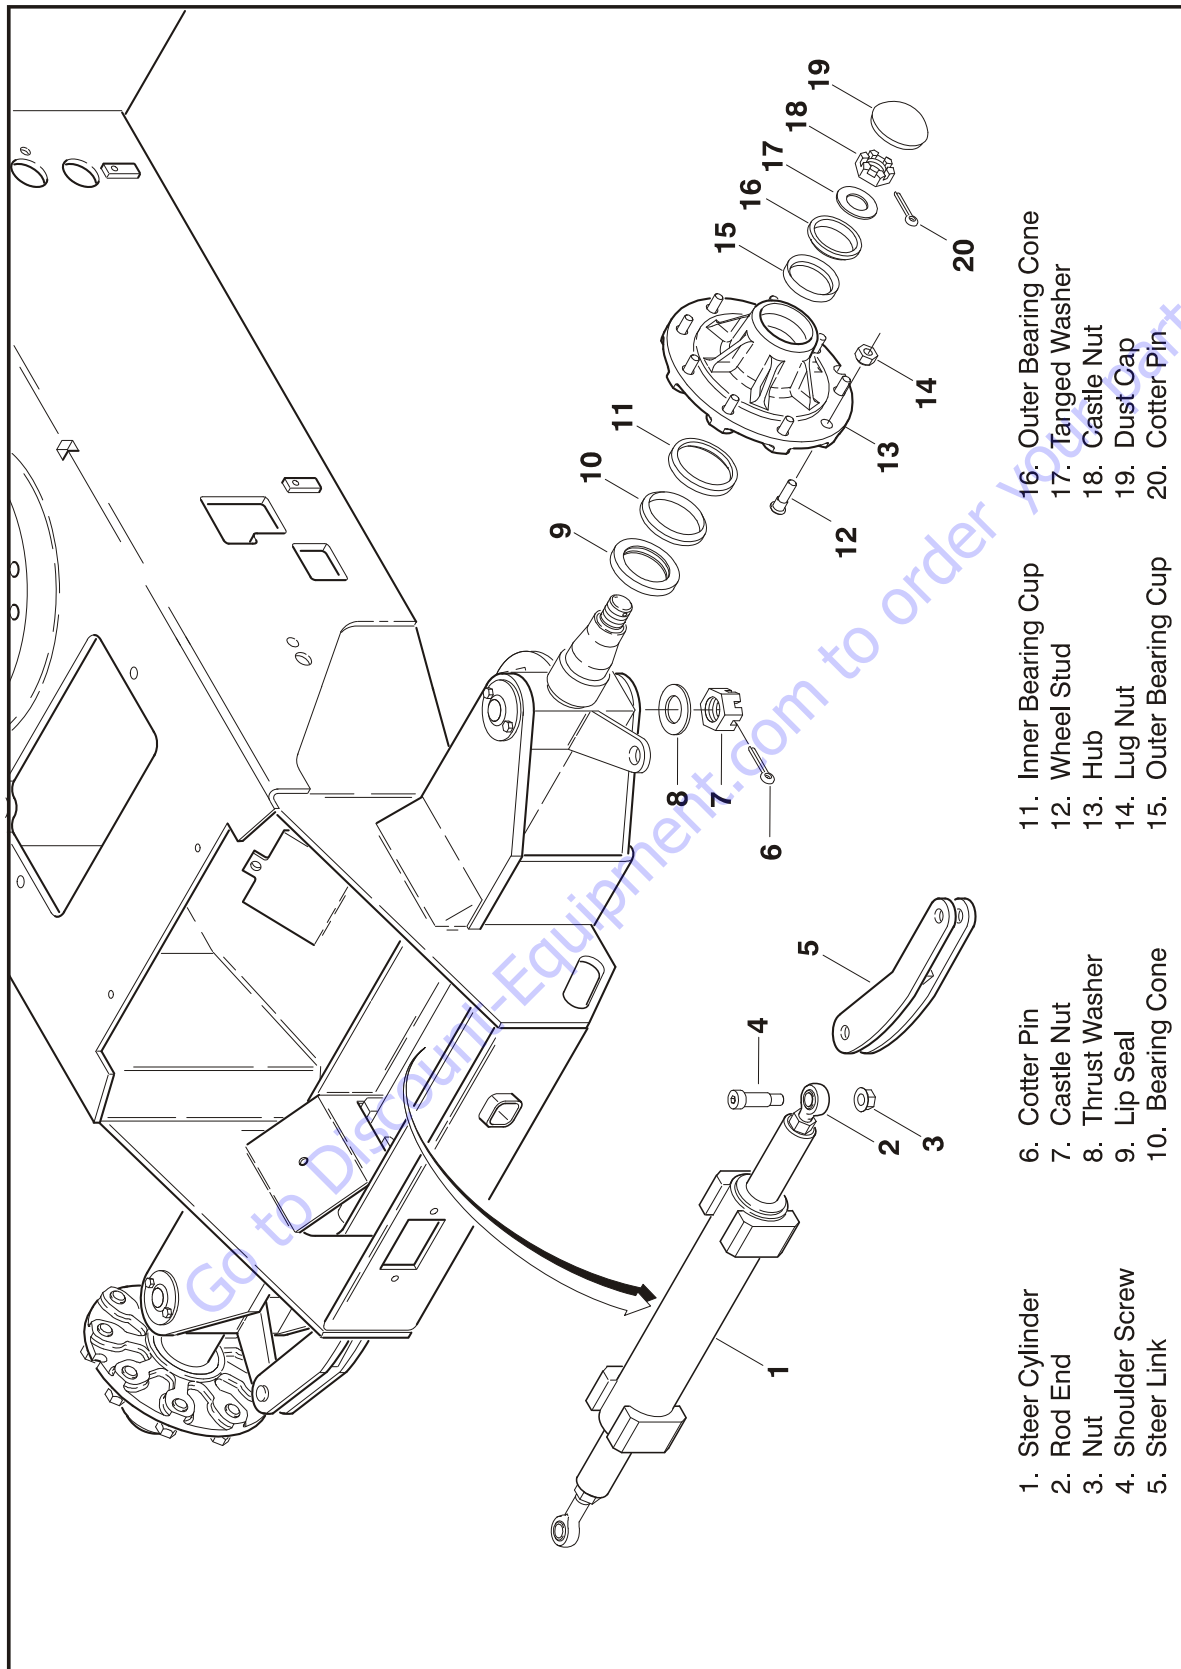 19
18
17
16
15
20
14
13
11
10
9
12
8
7
6
5
4
2
3
1
1. Steer Cylinder
2. Rod End
3. Nut
4. Shoulder Screw
5. Steer Link
6. Cotter Pin
7. Castle Nut
8. Thrust Washer
9. Lip Seal
10. Bearing Cone
11. Inner Bearing Cup
12. Wheel Stud
13. Hub
14. Lug Nut
15. Outer Bearing Cup
16. Outer Bearing Cone
17. Tanged Washer
18. Castle Nut
19. Dust Cap
20. Cotter Pin
Go to Discount-Equipment.com to order your part